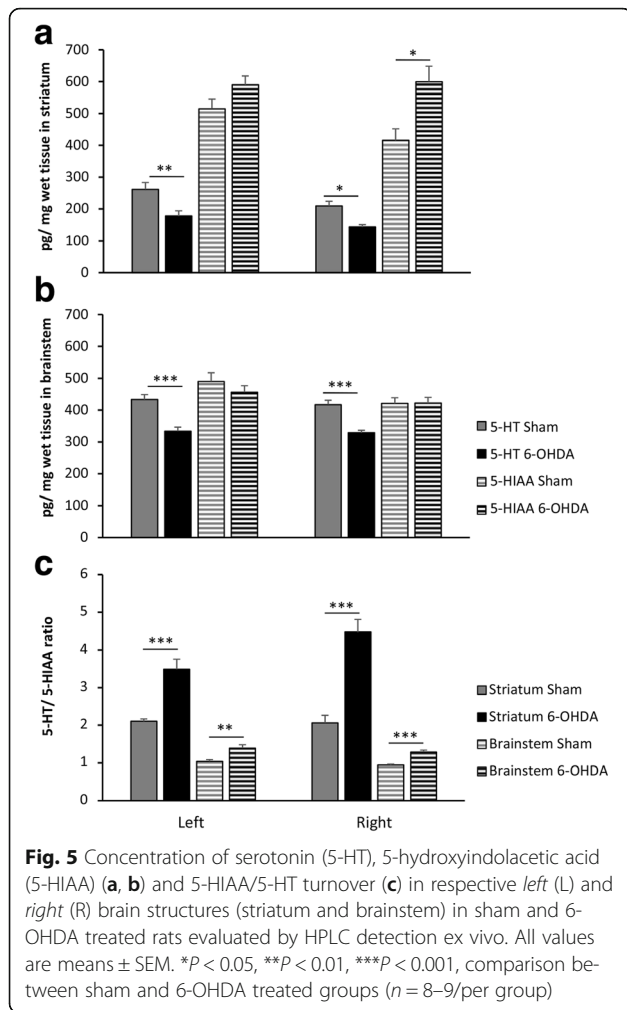 a
pg/ mg wet tissue in striatum
700
600
500
400
300
200
100
0
**
*
*
b
pg/ mg wet tissue in brainstem
700
600
500
400
300
200
100
0
***
***
5-HT Sham
5-HT 6-OHDA
5-HIAA Sham
5-HIAA 6-OHDA
c
5-HT/ 5-HIAA ratio
6
5
4
3
2
1
0
***
**
***
***
Striatum Sham
Striatum 6-OHDA
Brainstem Sham
Brainstem 6-OHDA
Left
Right
Fig. 5 Concentration of serotonin (5-HT), 5-hydroxyindolacetic acid
(5-HIAA) (a, b) and 5-HIAA/5-HT turnover (c) in respective left (L) and
right (R) brain structures (striatum and brainstem) in sham and 6-
OHDA treated rats evaluated by HPLC detection ex vivo. All values
are means ± SEM. *P < 0.05, **P < 0.01, ***P < 0.001, comparison be-
tween sham and 6-OHDA treated groups (n = 8–9/per group)